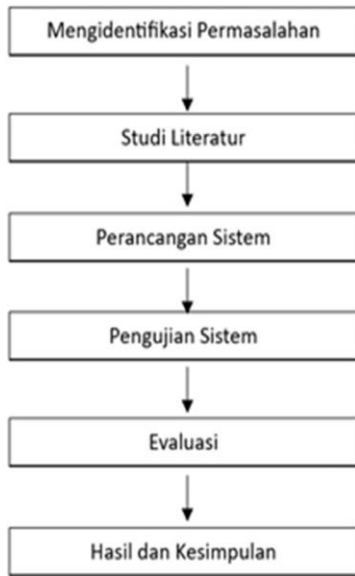 Mengidentifikasi Permasalahan
Studi Literatur
Perancangan Sistem
Pengujian Sistem
Evaluasi
Hasil dan Kesimpulan